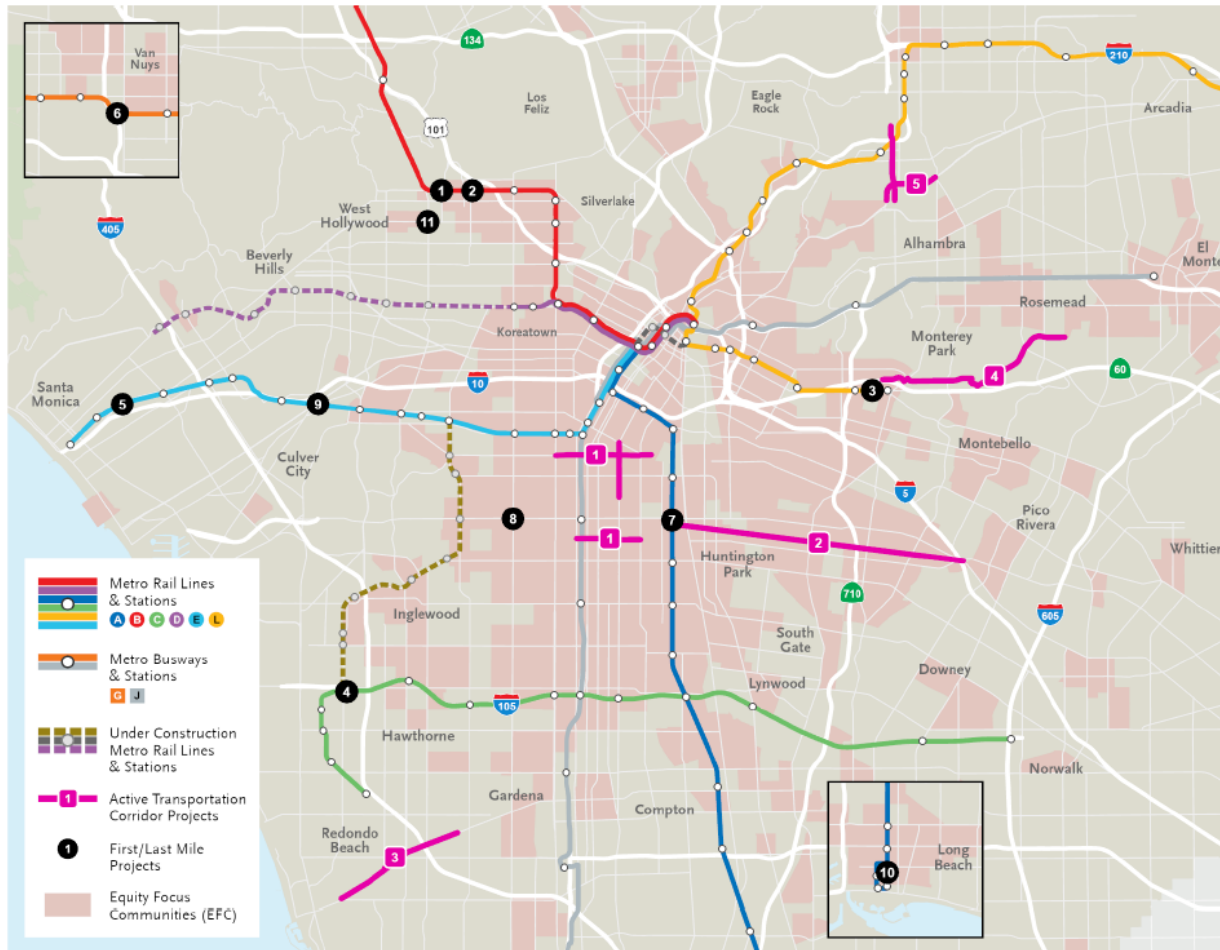 Van
Nuys
6
134
Los
Feliz
Eagle
Rock
210
Arcadia
101
405
1
2
11
West
Hollywood
Silverlake
5
Beverly
Hills
Alhambra
El
Monte
Rosemead
Koreatown
Monterey
Park
4
60
Santa
Monica
5
9
10
3
Montebello
Culver
City
1
5
Pico
Rivera
8
1
7
2
Huntington
Park
Whittier
Inglewood
710
605
South
Gate
Downey
Lynwood
4
105
Hawthorne
Norwalk
Gardena
Compton
Redondo
Beach
3
Long
Beach
10
Metro Rail Lines
& Stations
A B C D E L
Metro Busways
& Stations
G J
Under Construction
Metro Rail Lines
& Stations
1 Active Transportation
Corridor Projects
1 First/Last Mile
Projects
Equity Focus
Communities (EFC)